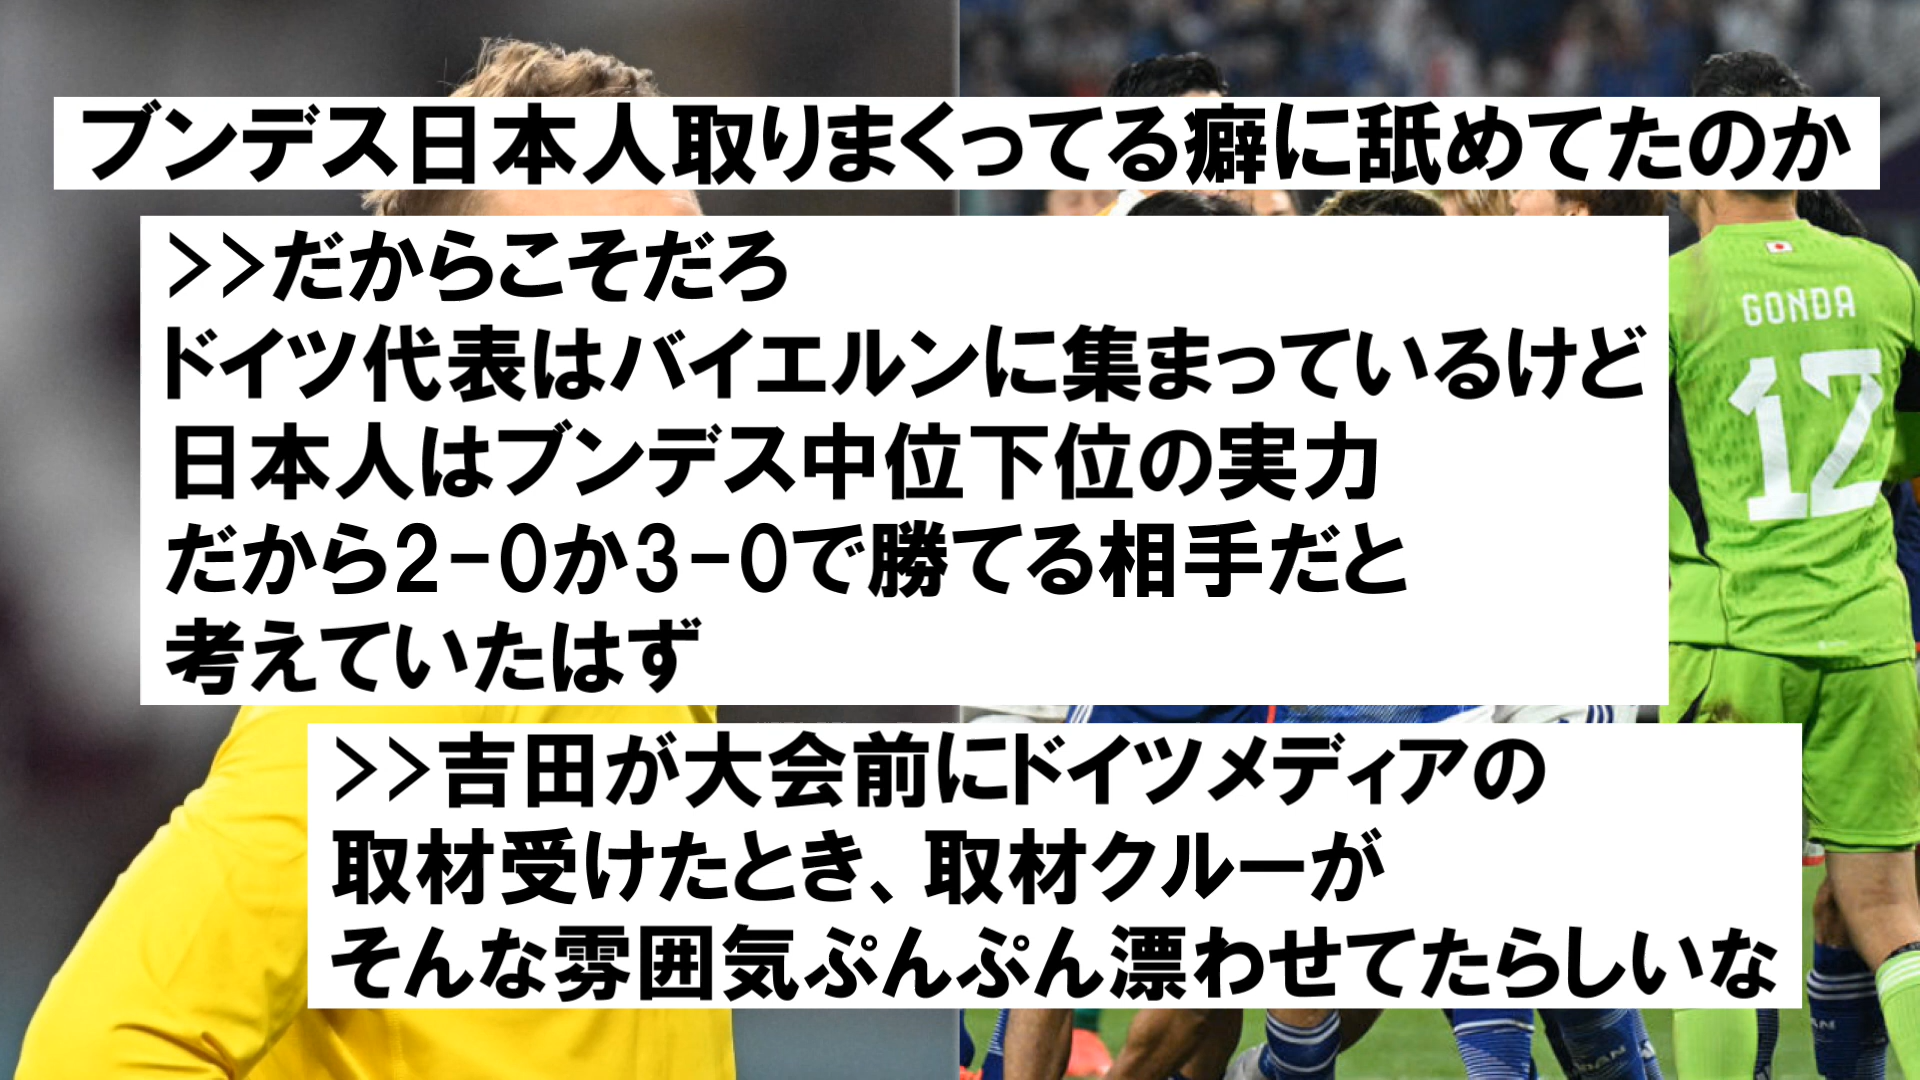 ブンデス日本人取りまくってる癖に舐めてたのか
>>だからこそだろ
ドイツ代表はバイエルンに集まっているけど
日本人はブンデス中位下位の実力
だから2-0か3-0で勝てる相手だと
考えていたはず
>>吉田が大会前にドイツメディアの
取材受けたとき、取材クルーが
そんな雰囲気ぷんぷん漂わせてたらしいな
GONDA
12